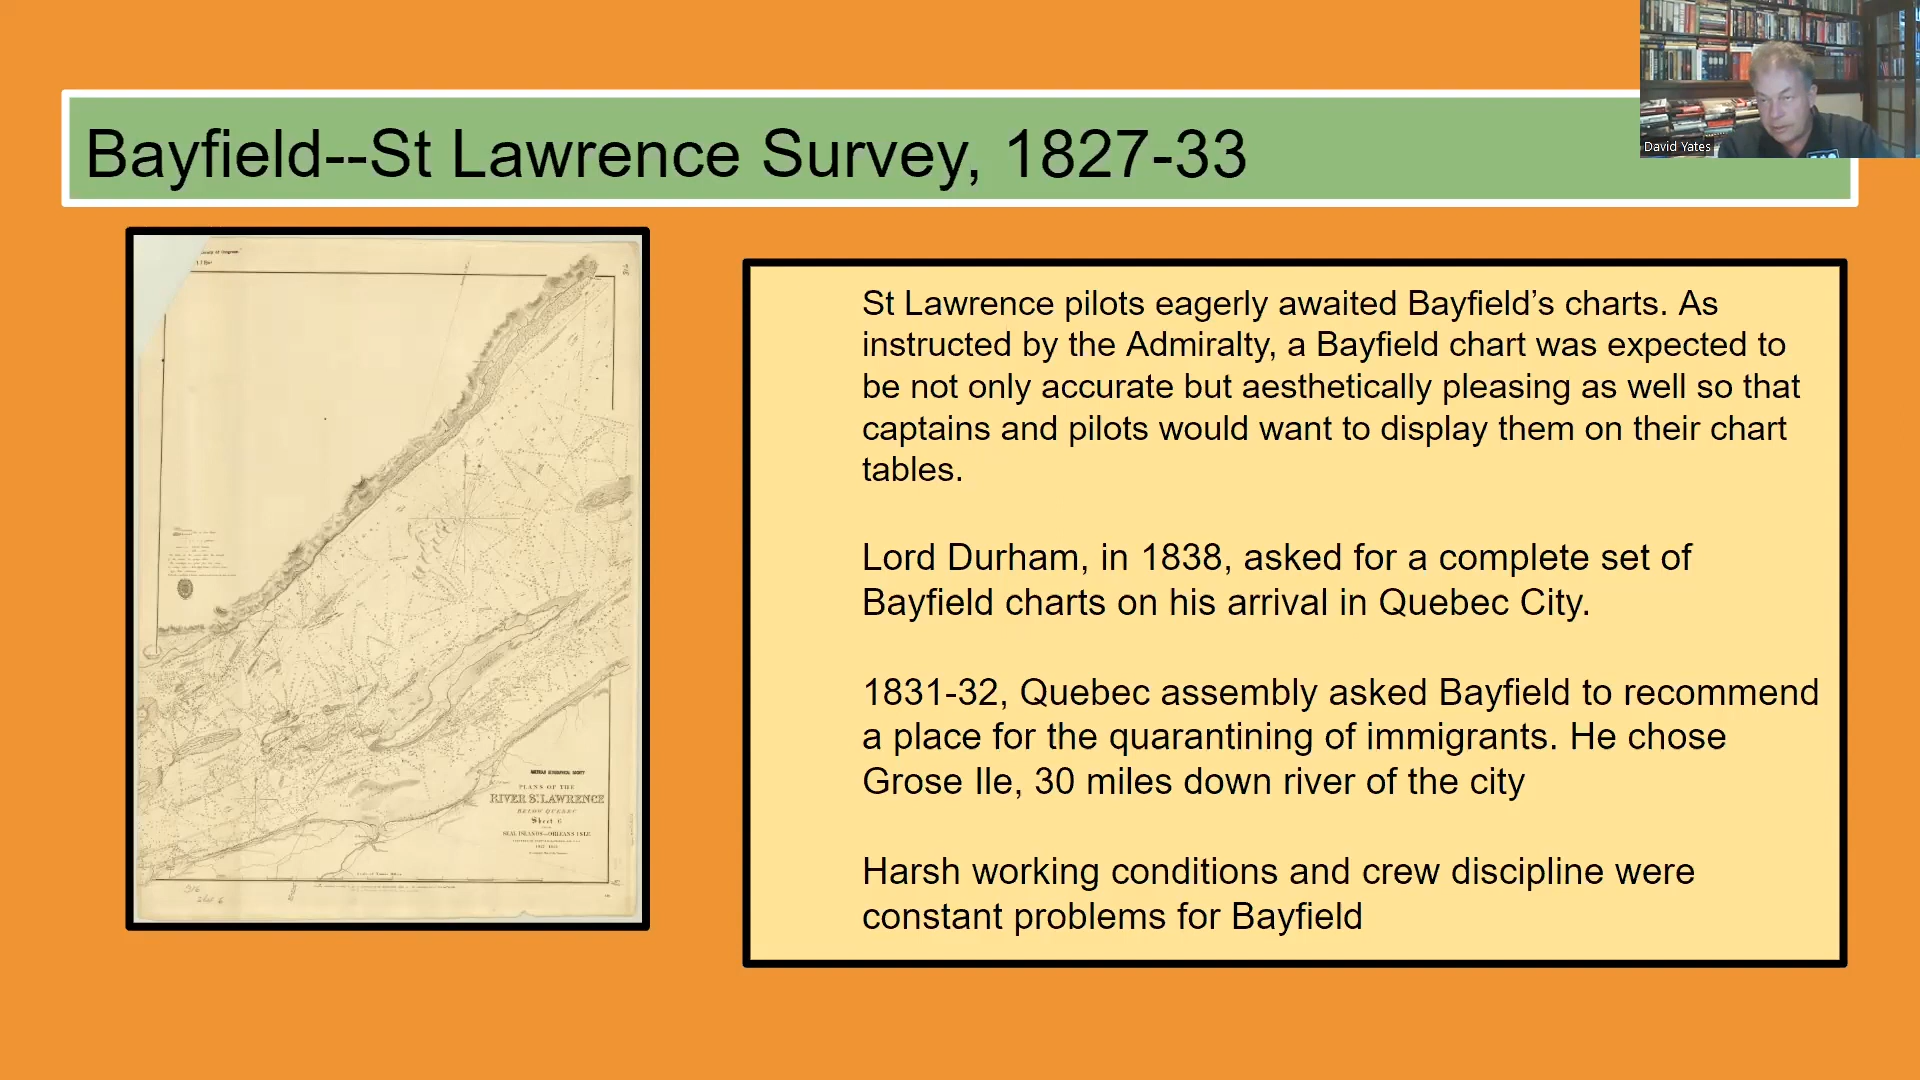 David Yates
Bayfield--St Lawrence Survey, 1827-33
St Lawrence pilots eagerly awaited Bayfield’s charts. As
instructed by the Admiralty, a Bayfield chart was expected to
be not only accurate but aesthetically pleasing as well so that
captains and pilots would want to display them on their chart
tables.
Lord Durham, in 1838, asked for a complete set of
Bayfield charts on his arrival in Quebec City.
1831-32, Quebec assembly asked Bayfield to recommend
a place for the quarantining of immigrants. He chose
Grose Ile, 30 miles down river of the city
Harsh working conditions and crew discipline were
constant problems for Bayfield
PLANS OF THE
RIVER ST. LAWRENCE
BELOW QUEBEC
Sheet 6
SEAL ISLANDS ORLEANS ISLE